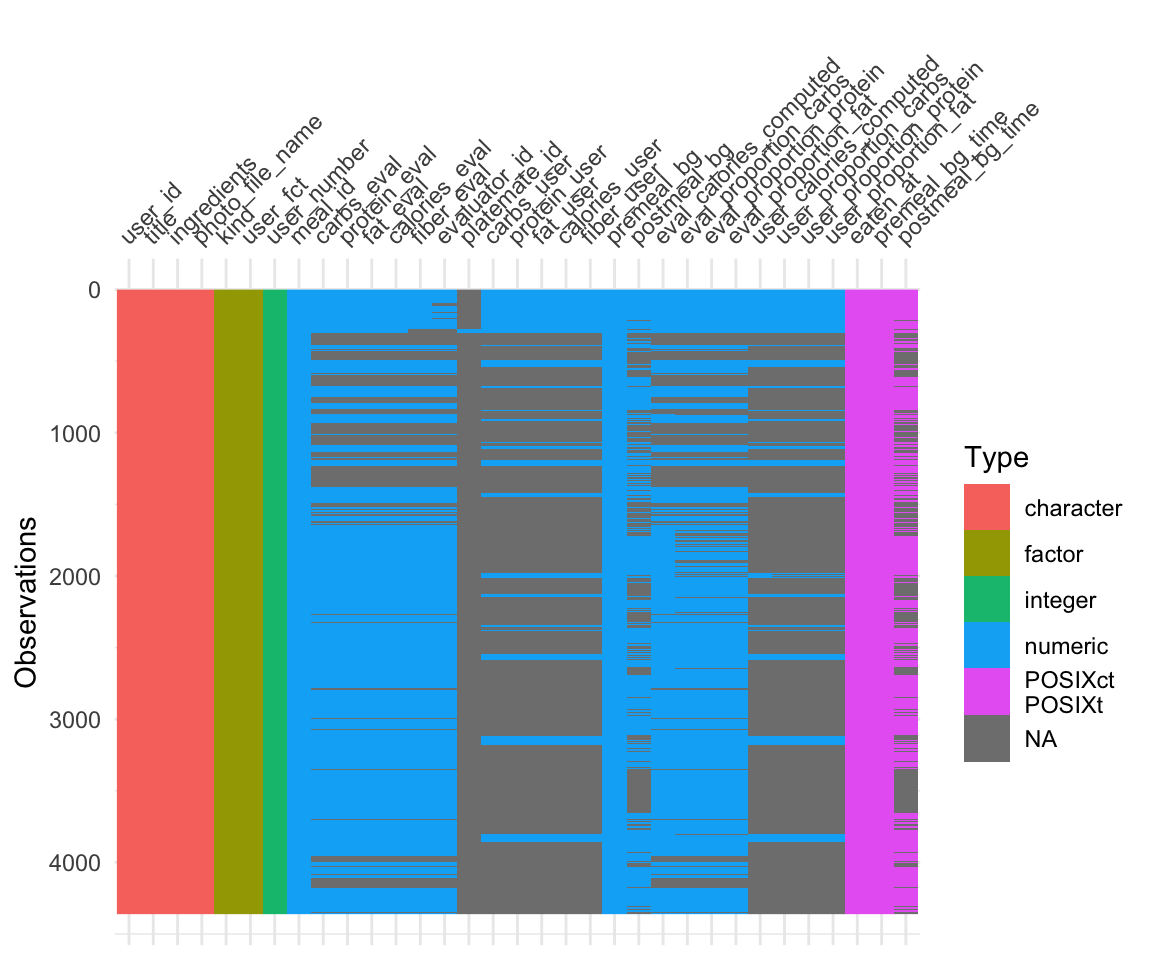 user_id
title
ingredients
photo_file_name
kind
user_fct
user_number
meal_id
carbs_eval
protein_eval
fat_eval
calories_eval
fiber_eval
evaluator_id
platemate_id
carbs_user
protein_user
fat_user
calories_user
fiber_user
premeal_bg
postmeal_bg
eval_calories_computed
eval_proportion_carbs
eval_proportion_protein
eval_proportion_fat
user_calories_computed
user_proportion_carbs
user_proportion_protein
user_proportion_fat
eaten_at
premeal_bg_time
postmeal_bg_time
0
1000
2000
3000
4000
Observations
Type
character
factor
integer
numeric
POSIXct
POSIXt
NA